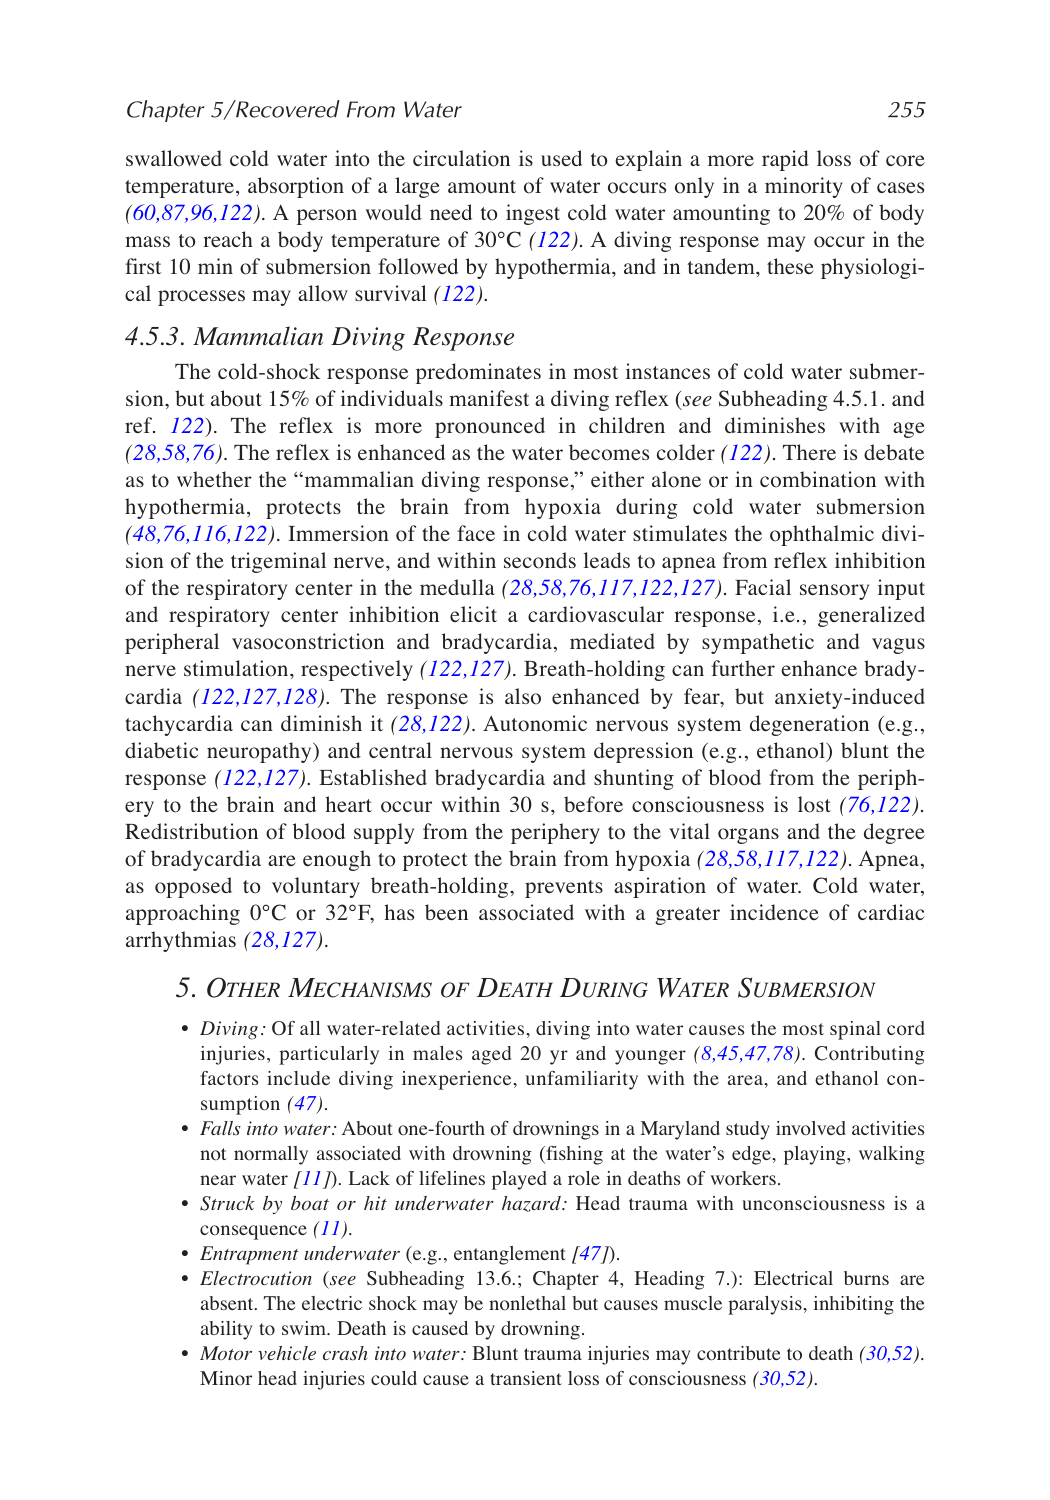 Chapter 5/Recovered From Water 255
swallowed cold water into the circulation is used to explain a more rapid loss of core
temperature, absorption of a large amount of water occurs only in a minority of cases
(60,87,96,122). A person would need to ingest cold water amounting to 20% of body
mass to reach a body temperature of 30°C (122). A diving response may occur in the
first 10 min of submersion followed by hypothermia, and in tandem, these physiologi-
cal processes may allow survival (122).
4.5.3. Mammalian Diving Response
The cold-shock response predominates in most instances of cold water submer-
sion, but about 15% of individuals manifest a diving reflex (see Subheading 4.5.1. and
ref. 122). The reflex is more pronounced in children and diminishes with age
(28,58,76). The reflex is enhanced as the water becomes colder (122). There is debate
as to whether the “mammalian diving response,” either alone or in combination with
hypothermia, protects the brain from hypoxia during cold water submersion
(48,76,116,122). Immersion of the face in cold water stimulates the ophthalmic divi-
sion of the trigeminal nerve, and within seconds leads to apnea from reflex inhibition
of the respiratory center in the medulla (28,58,76,117,122,127). Facial sensory input
and respiratory center inhibition elicit a cardiovascular response, i.e., generalized
peripheral vasoconstriction and bradycardia, mediated by sympathetic and vagus
nerve stimulation, respectively (122,127). Breath-holding can further enhance brady-
cardia (122,127,128). The response is also enhanced by fear, but anxiety-induced
tachycardia can diminish it (28,122). Autonomic nervous system degeneration (e.g.,
diabetic neuropathy) and central nervous system depression (e.g., ethanol) blunt the
response (122,127). Established bradycardia and shunting of blood from the periph-
ery to the brain and heart occur within 30 s, before consciousness is lost (76,122).
Redistribution of blood supply from the periphery to the vital organs and the degree
of bradycardia are enough to protect the brain from hypoxia (28,58,117,122). Apnea,
as opposed to voluntary breath-holding, prevents aspiration of water. Cold water,
approaching 0°C or 32°F, has been associated with a greater incidence of cardiac
arrhythmias (28,127).
5. OTHER MECHANISMS OF DEATH DURING WATER SUBMERSION
• Diving: Of all water-related activities, diving into water causes the most spinal cord
injuries, particularly in males aged 20 yr and younger (8,45,47,78). Contributing
factors include diving inexperience, unfamiliarity with the area, and ethanol con-
sumption (47).
• Falls into water: About one-fourth of drownings in a Maryland study involved activities
not normally associated with drowning (fishing at the water’s edge, playing, walking
near water [11]). Lack of lifelines played a role in deaths of workers.
• Struck by boat or hit underwater hazard: Head trauma with unconsciousness is a
consequence (11).
• Entrapment underwater (e.g., entanglement [47]).
• Electrocution (see Subheading 13.6.; Chapter 4, Heading 7.): Electrical burns are
absent. The electric shock may be nonlethal but causes muscle paralysis, inhibiting the
ability to swim. Death is caused by drowning.
• Motor vehicle crash into water: Blunt trauma injuries may contribute to death (30,52).
Minor head injuries could cause a transient loss of consciousness (30,52).